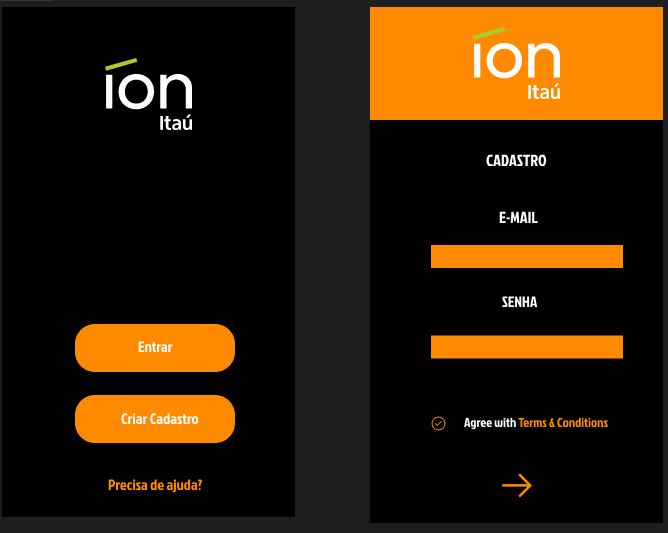 íon
Itaú
Entrar
Criar Cadastro
Precisa de ajuda?
íon
Itaú
CADASTRO
E-MAIL
SENHA
Agree with Terms & Conditions